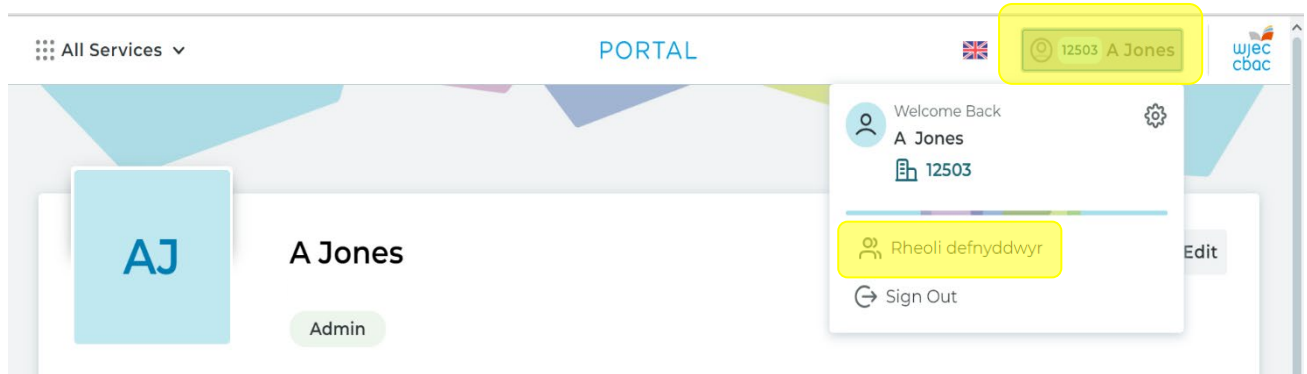 All Services
PORTAL
12503 A Jones
wjec
cbac
Welcome Back
A Jones
12503
AJ
A Jones
Rheoli defnyddwyr
Edit
Sign Out
Admin